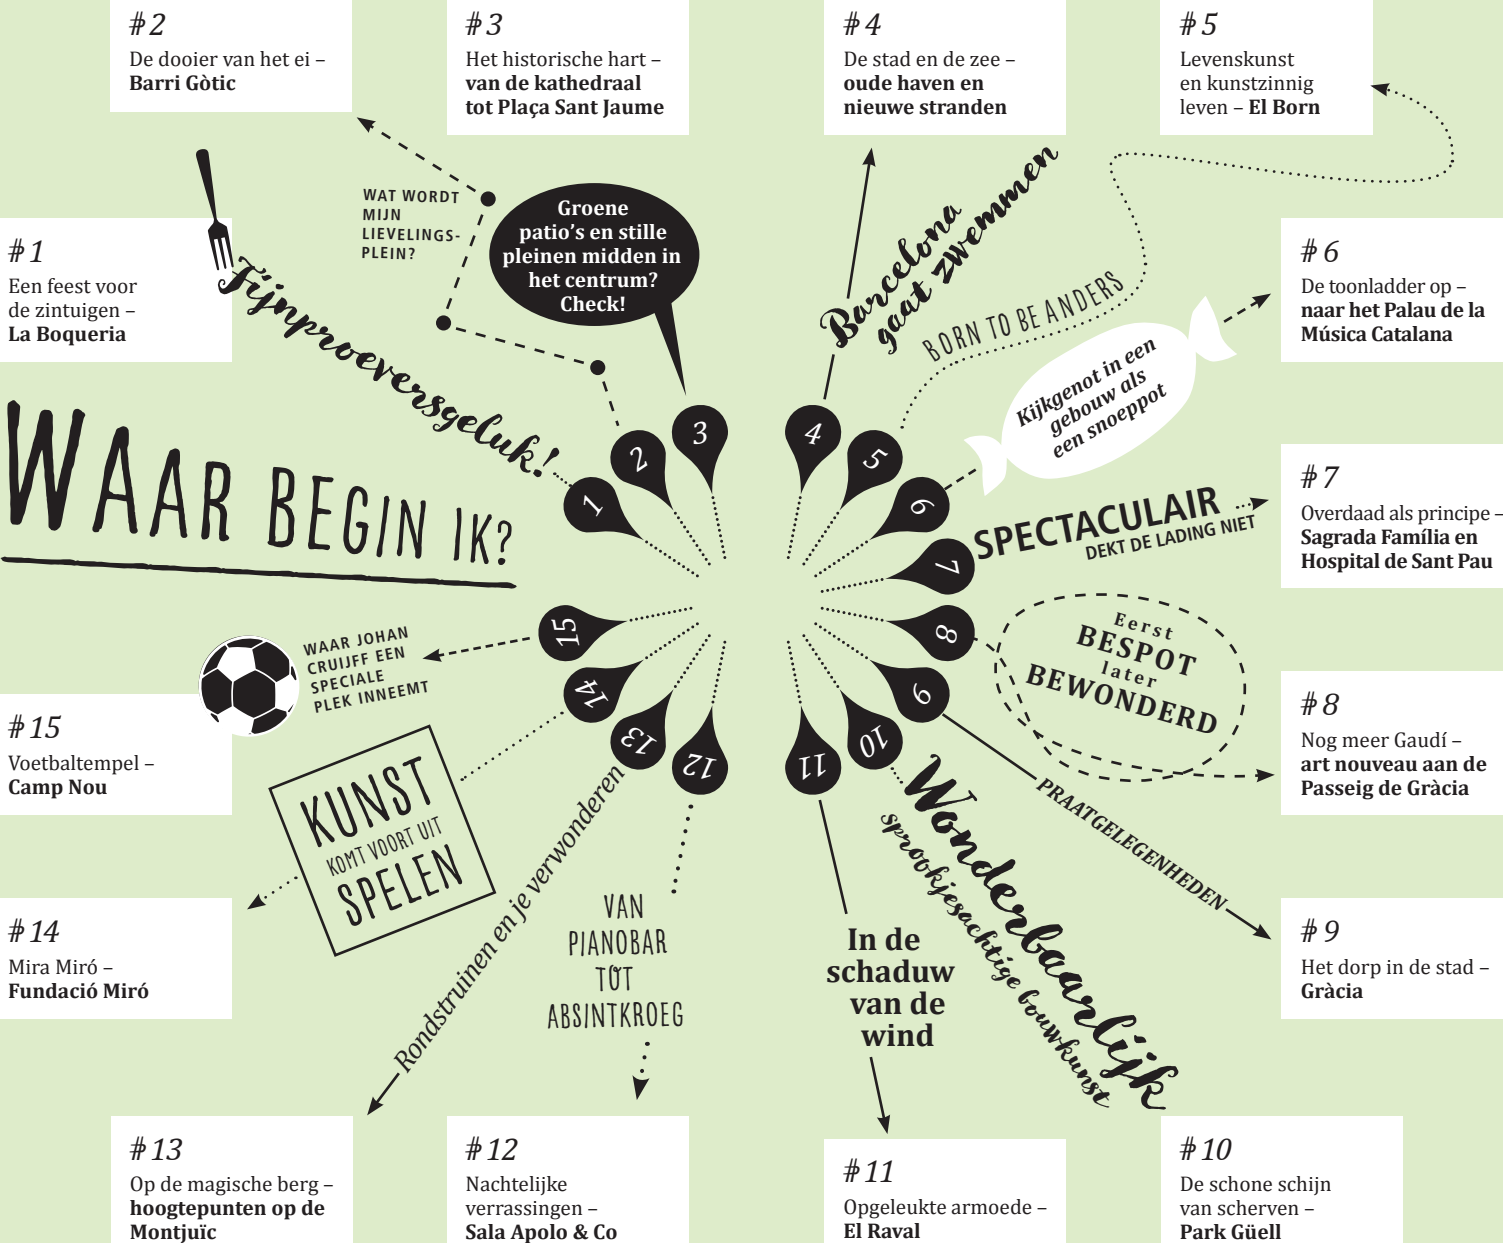 #2
De dooier van het ei –
Barri Gòtic
#3
Het historische hart –
van de kathedraal
tot Plaça Sant Jaume
#4
De stad en de zee –
oude haven en
nieuwe stranden
#5
Levenskunst
en kunstzinnig
leven – El Born
WAT WORDT
MIJN
LIEVELINGS-
PLEIN?
Groene
patio's en stille
pleinen midden in
het centrum?
Check!
Barcelona
gaat zwemmen
BORN TO BE ANDERS
#1
Een feest voor
de zintuigen –
La Boqueria
Fijnproeversgeluk!
#6
De toonladder op –
naar het Palau de la
Música Catalana
Kijkgenot in een
gebouw als
een snoeppot
WAAR BEGIN IK?
1
2
3
4
5
6
7
8
9
10
11
12
13
14
15
SPECTACULAIR
DEKT DE LADING NIET
#7
Overdaad als principe –
Sagrada Família en
Hospital de Sant Pau
WAAR JOHAN
CRUIJFF EEN
SPECIALE
PLEK INNEEMT
Eerst
BESPOT
later
BEWONDERD
#15
Voetbaltempel –
Camp Nou
#8
Nog meer Gaudí –
art nouveau aan de
Passeig de Gràcia
KUNST
KOMT VOORT UIT
SPELEN
Rondstruinen en je verwonderen
VAN
PIANOBAR
TOT
ABSINTKROEG
In de
schaduw
van de
wind
Wonderbaarlijk
sprookjesachtige bouwkunst
PRAATGELEGENHEDEN
#14
Mira Miró –
Fundació Miró
#9
Het dorp in de stad –
Gràcia
#13
Op de magische berg –
hoogtepunten op de
Montjuïc
#12
Nachtelijke
verrassingen –
Sala Apolo & Co
#11
Opgeleukte armoede –
El Raval
#10
De schone schijn
van scherven –
Park Güell